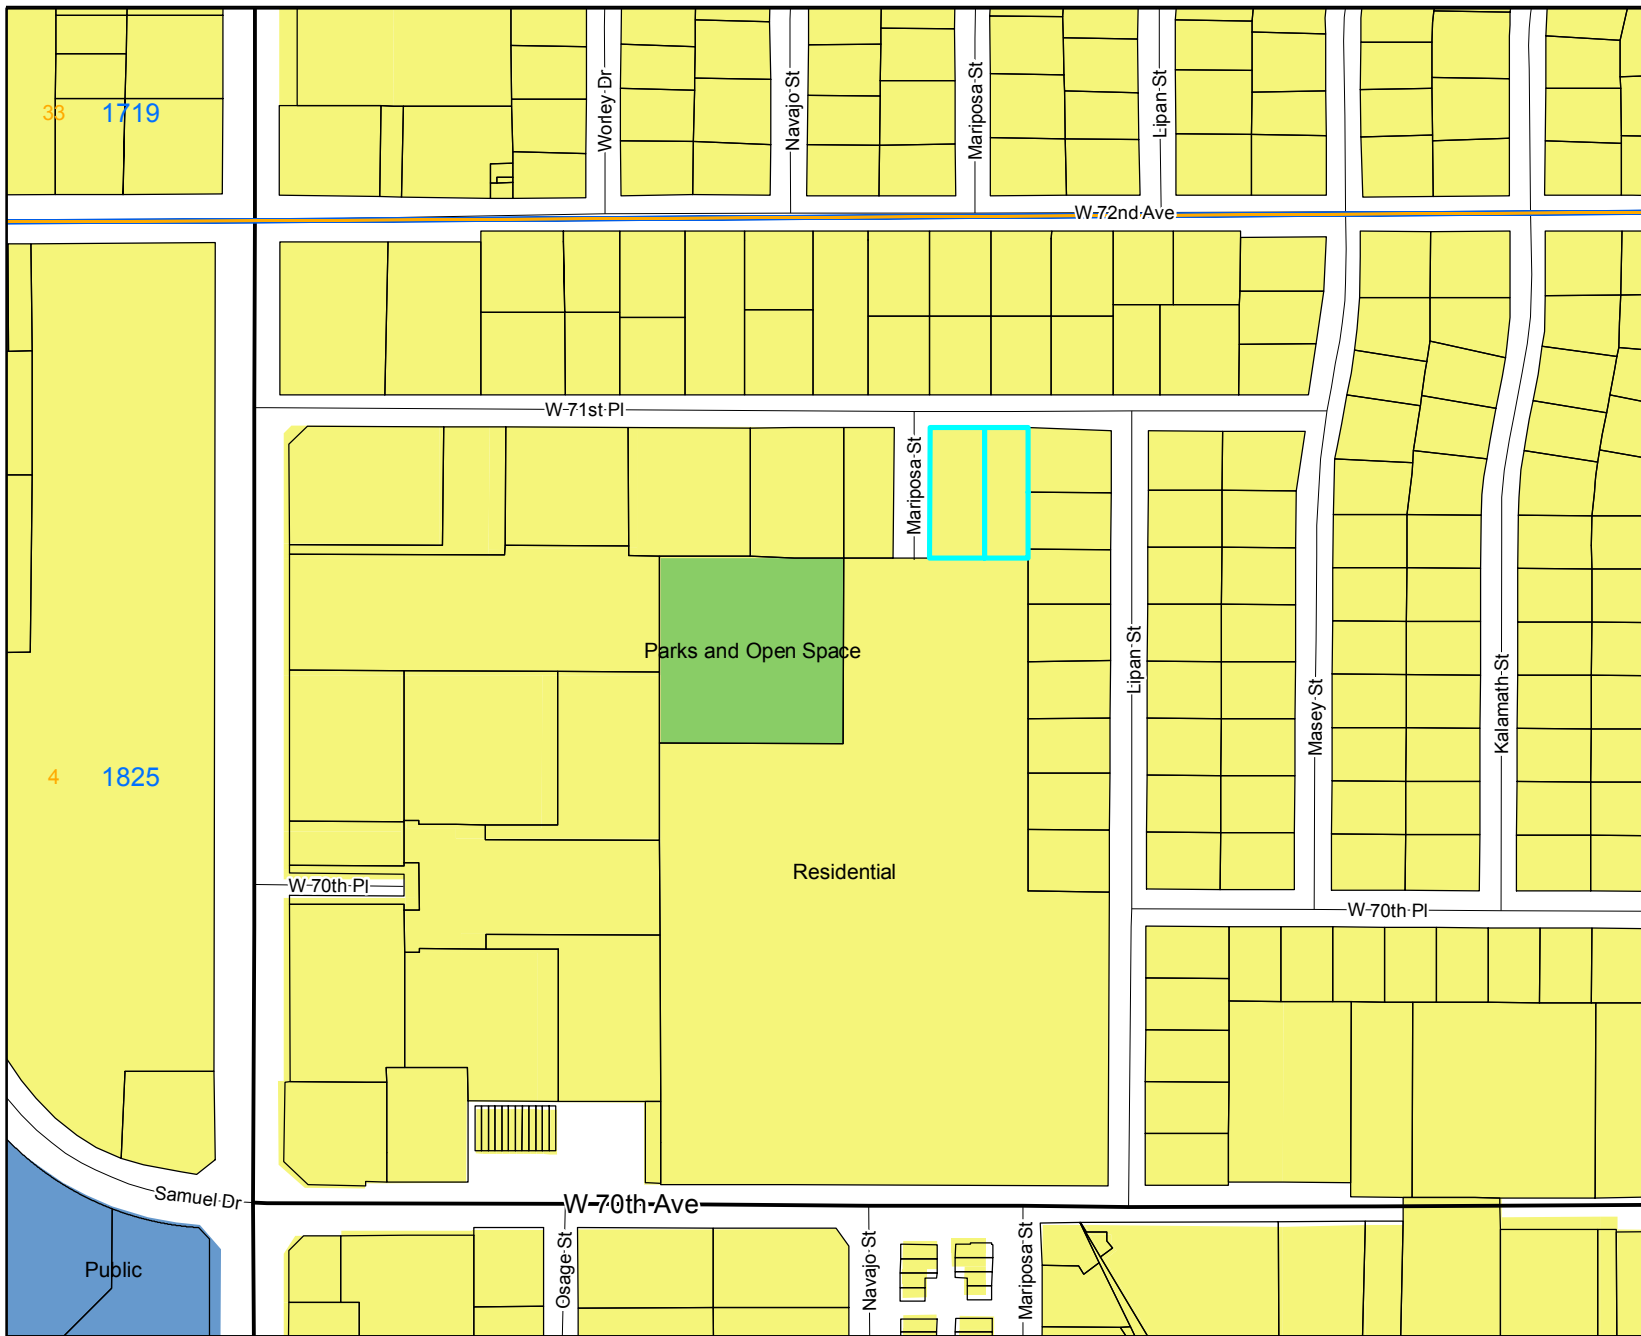 Worley Dr
Navajo St
Mariposa St
Lipan St
33
1719
W 72nd Ave
W 71st Pl
Mariposa St
Parks and Open Space
Lipan St
Masey St
Kalamath St
4
1825
Residential
W 70th Pl
W 70th Pl
Samuel Dr
W 70th Ave
Public
Osage St
Navajo St
Mariposa St